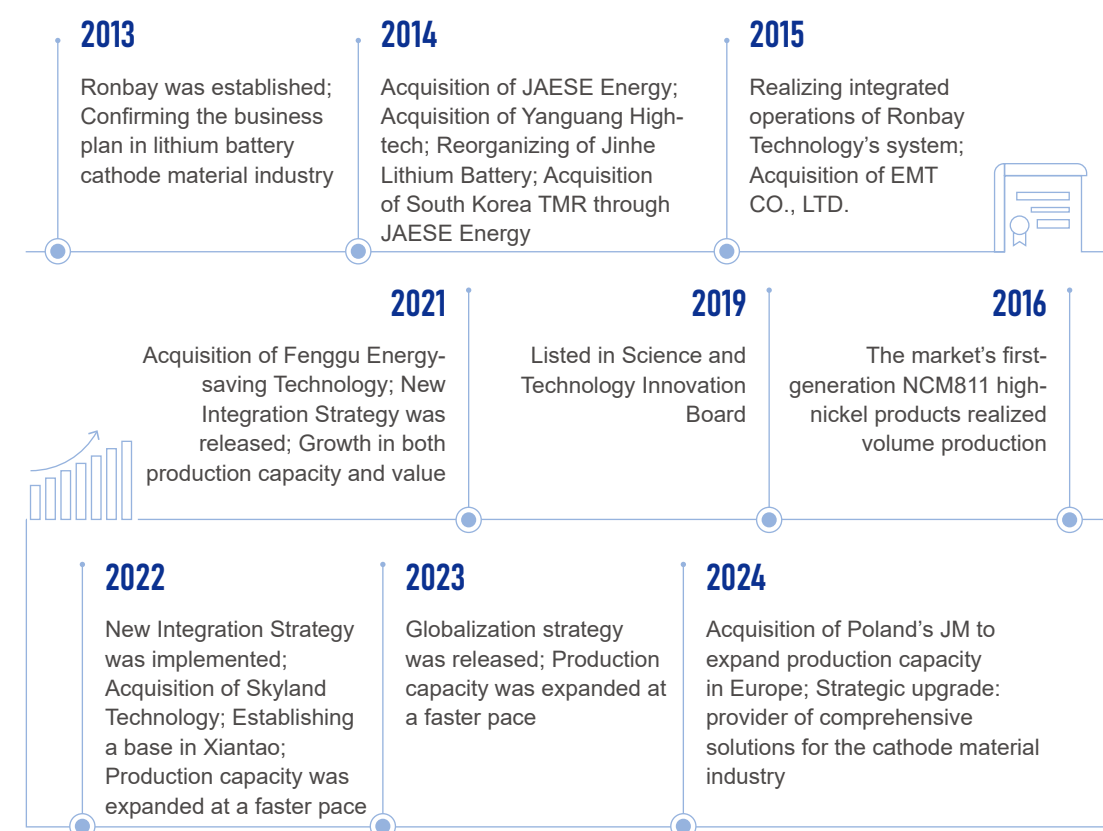 2013
Ronbay was established;
Confirming the business
plan in lithium battery
cathode material industry
2014
Acquisition of JAESE Energy;
Acquisition of Yanguang High-
tech; Reorganizing of Jinhe
Lithium Battery; Acquisition
of South Korea TMR through
JAESE Energy
2015
Realizing integrated
operations of Ronbay
Technology’s system;
Acquisition of EMT
CO., LTD.
2016
The market’s first-
generation NCM811 high-
nickel products realized
volume production
2019
Listed in Science and
Technology Innovation
Board
2021
Acquisition of Fenggu Energy-
saving Technology; New
Integration Strategy was
released; Growth in both
production capacity and value
2022
New Integration Strategy
was implemented;
Acquisition of Skyland
Technology; Establishing
a base in Xiantao;
Production capacity was
expanded at a faster pace
2023
Globalization strategy
was released; Production
capacity was expanded at
a faster pace
2024
Acquisition of Poland’s JM to
expand production capacity
in Europe; Strategic upgrade:
provider of comprehensive
solutions for the cathode material
industry